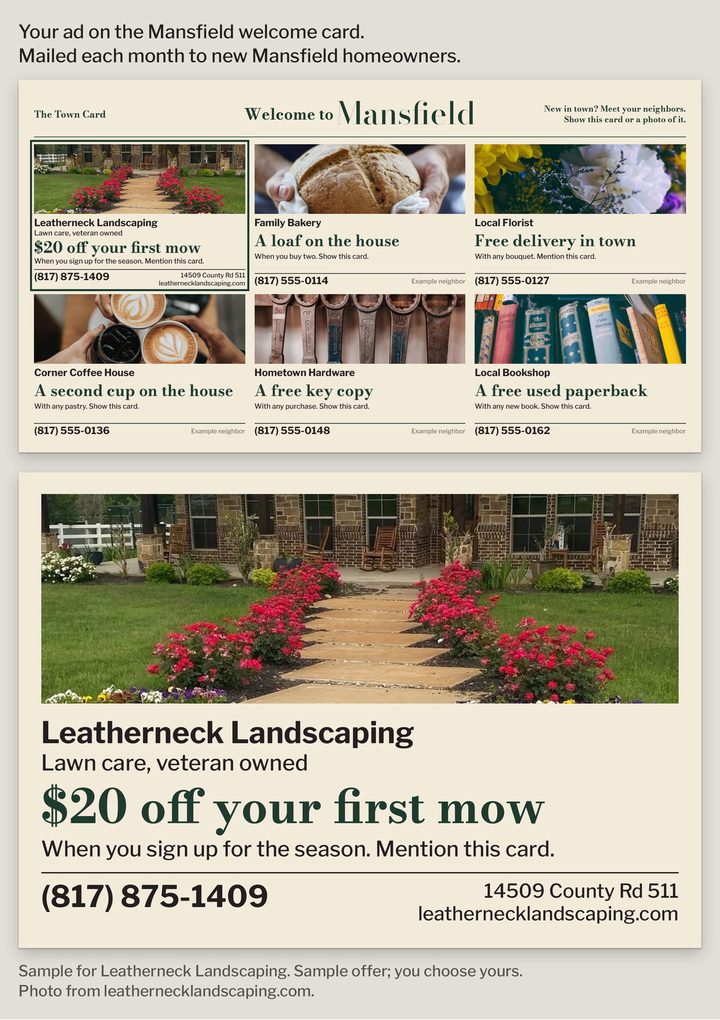 Your ad on the Mansfield welcome card.
Mailed each month to new Mansfield homeowners.
The Town Card
Welcome to Mansfield
New in town? Meet your neighbors.
Show this card or a photo of it.
Leatherneck Landscaping
Lawn care, veteran owned
$20 off your first mow
When you sign up for the season. Mention this card.
(817) 875-1409
14509 County Rd 511
leathernecklandscaping.com
Family Bakery
A loaf on the house
When you buy two. Show this card.
(817) 555-0114
Example neighbor
Local Florist
Free delivery in town
With any bouquet. Mention this card.
(817) 555-0127
Example neighbor
Corner Coffee House
A second cup on the house
With any pastry. Show this card.
(817) 555-0136
Example neighbor
Hometown Hardware
A free key copy
With any purchase. Show this card.
(817) 555-0148
Example neighbor
Local Bookshop
A free used paperback
With any new book. Show this card.
(817) 555-0162
Example neighbor
Leatherneck Landscaping
Lawn care, veteran owned
$20 off your first mow
When you sign up for the season. Mention this card.
(817) 875-1409
14509 County Rd 511
leathernecklandscaping.com
Sample for Leatherneck Landscaping. Sample offer; you choose yours.
Photo from leathernecklandscaping.com.